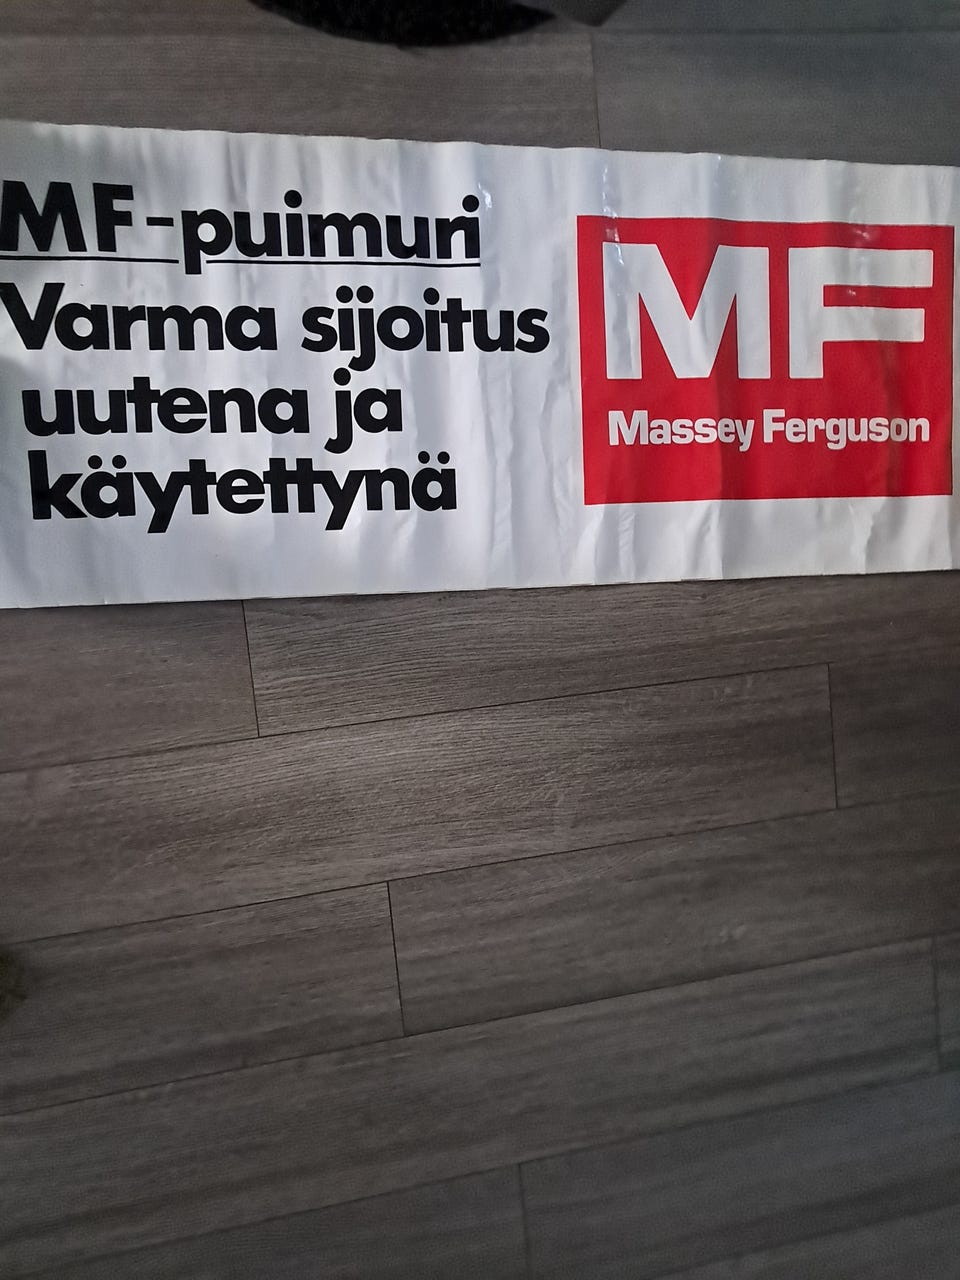 MF-puimuri
Varma sijoitus
uutena ja
käytettynä
MF
Massey Ferguson